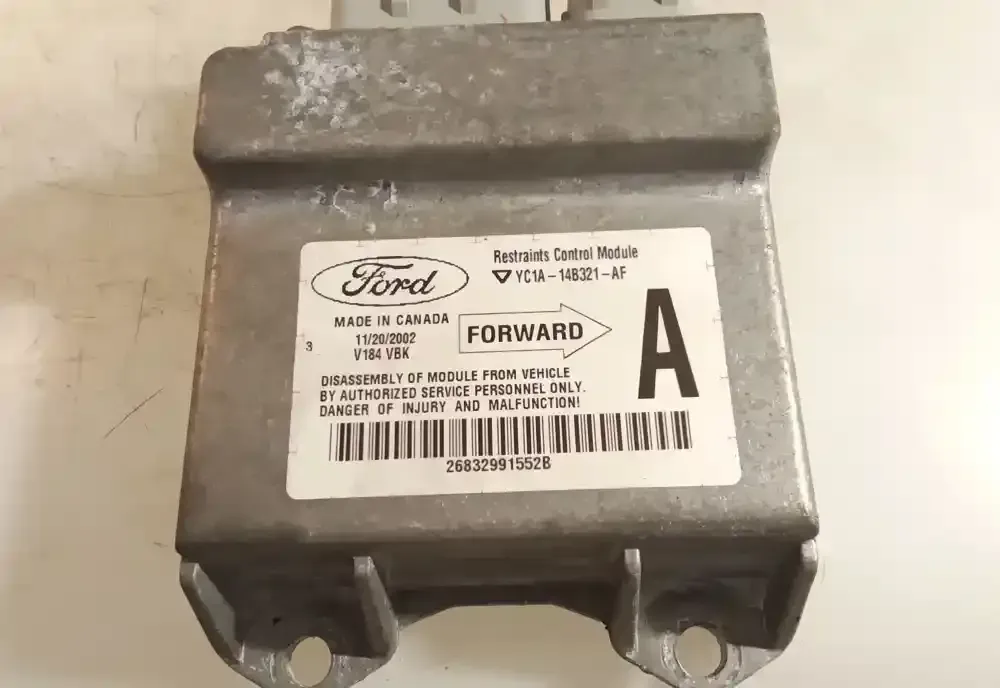 Ford
Restraints Control Module
YC1A-14B321-AF
MADE IN CANADA
11/20/2002
V184 VBK
3
FORWARD
A
DISASSEMBLY OF MODULE FROM VEHICLE
BY AUTHORIZED SERVICE PERSONNEL ONLY.
DANGER OF INJURY AND MALFUNCTION!
26832991552B